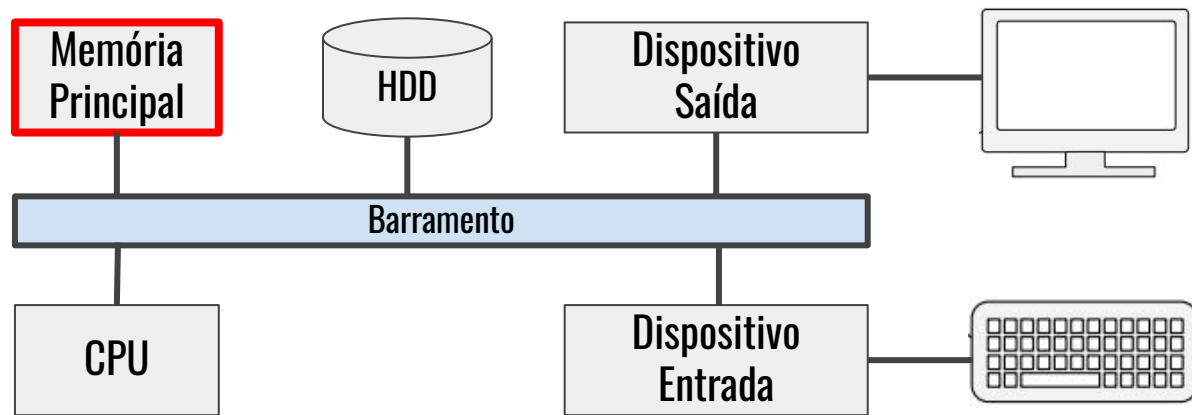 Memória
Principal
HDD
Dispositivo
Saída
Barramento
CPU
Dispositivo
Entrada